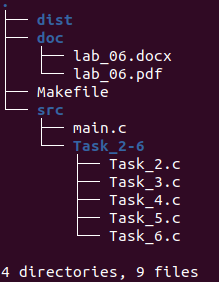 .
├── dist
├── doc
│   ├── lab_06.docx
│   └── lab_06.pdf
├── Makefile
└── src
    ├── main.c
    └── Task_2-6
        ├── Task_2.c
        ├── Task_3.c
        ├── Task_4.c
        ├── Task_5.c
        └── Task_6.c

4 directories, 9 files